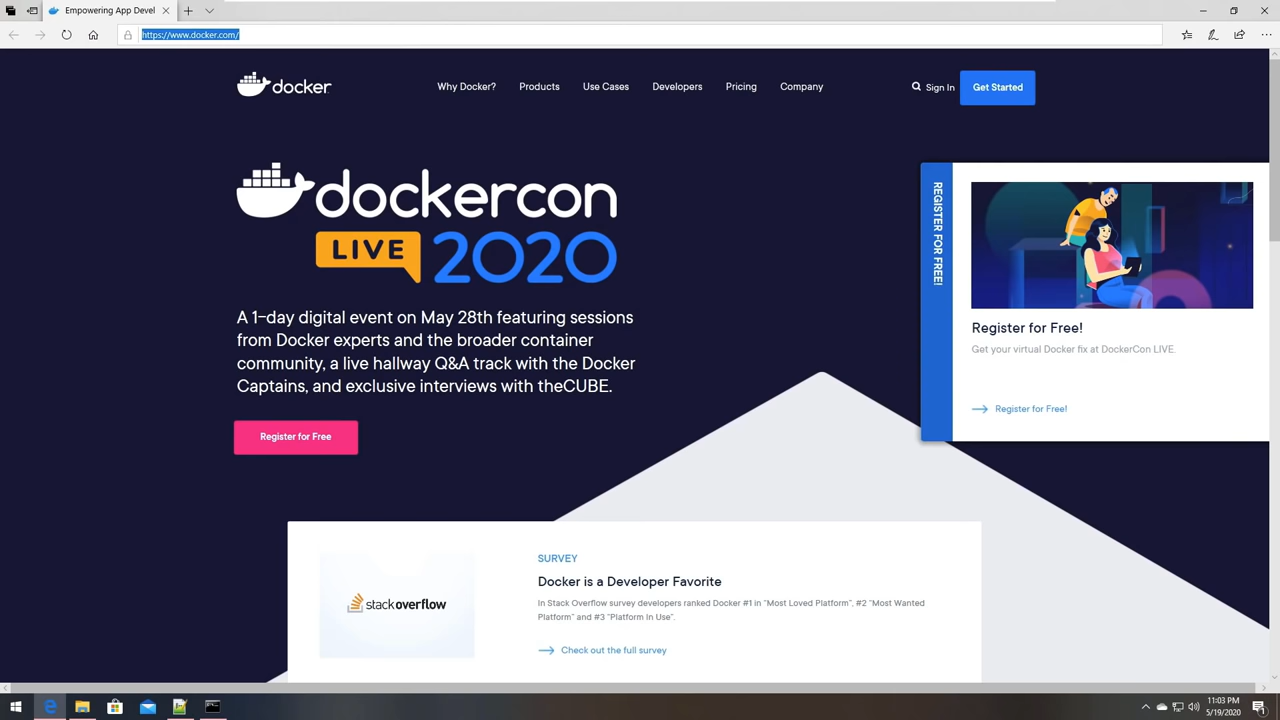 Empowering App Devel
https://www.docker.com/
docker
Why Docker?
Products
Use Cases
Developers
Pricing
Company
Sign In
Get Started
dockercon
LIVE 2020
A 1-day digital event on May 28th featuring sessions
from Docker experts and the broader container
community, a live hallway Q&A track with the Docker
Captains, and exclusive interviews with theCUBE.
Register for Free
REGISTER FOR FREE!
Register for Free!
Get your virtual Docker fix at DockerCon LIVE.
Register for Free!
stackoverflow
SURVEY
Docker is a Developer Favorite
In Stack Overflow survey developers ranked Docker #1 in "Most Loved Platform", #2 "Most Wanted
Platform" and #3 "Platform In Use".
Check out the full survey
11:03 PM
5/19/2020